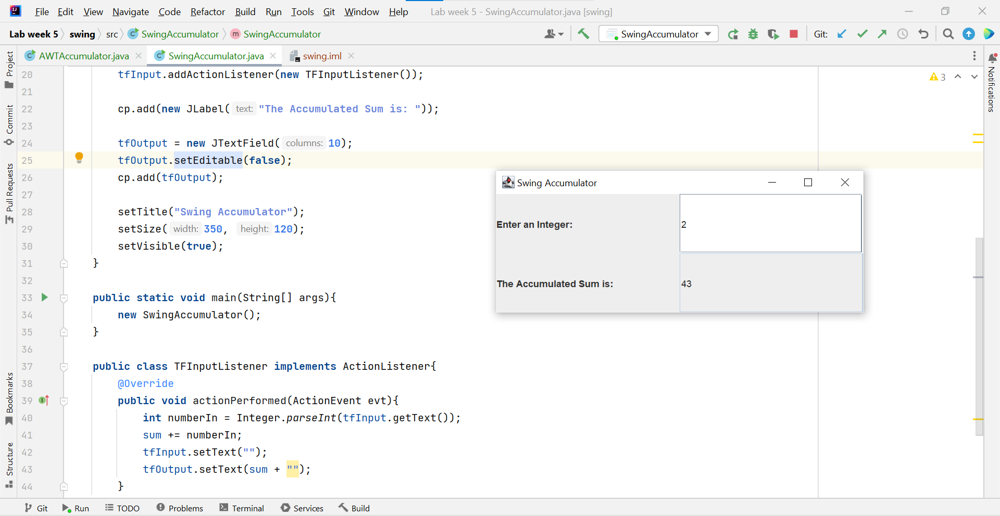 File Edit View Navigate Code Refactor Build Run Tools Git Window Help Lab week 5 - SwingAccumulator.java [swing]
Lab week 5 swing src SwingAccumulator SwingAccumulator SwingAccumulator Git:
AWTAccumulator.java SwingAccumulator.java swing.iml
Project
Commit
Pull Requests
Bookmarks
Structure
Notifications
3
20 tfInput.addActionListener(new TFInputListener());
21
22 cp.add(new JLabel( text: "The Accumulated Sum is: "));
23
24 tfOutput = new JTextField( columns: 10);
25 tfOutput.setEditable(false);
26 cp.add(tfOutput);
27
28 setTitle("Swing Accumulator");
29 setSize( width: 350, height: 120);
30 setVisible(true);
31 }
32
33 public static void main(String[] args){
34 new SwingAccumulator();
35 }
36
37 public class TFInputListener implements ActionListener{
38 @Override
39 public void actionPerformed(ActionEvent evt){
40 int numberIn = Integer.parseInt(tfInput.getText());
41 sum += numberIn;
42 tfInput.setText("");
43 tfOutput.setText(sum + "");
44 }
Swing Accumulator
Enter an Integer: 2
The Accumulated Sum is: 43
Git Run TODO Problems Terminal Services Build